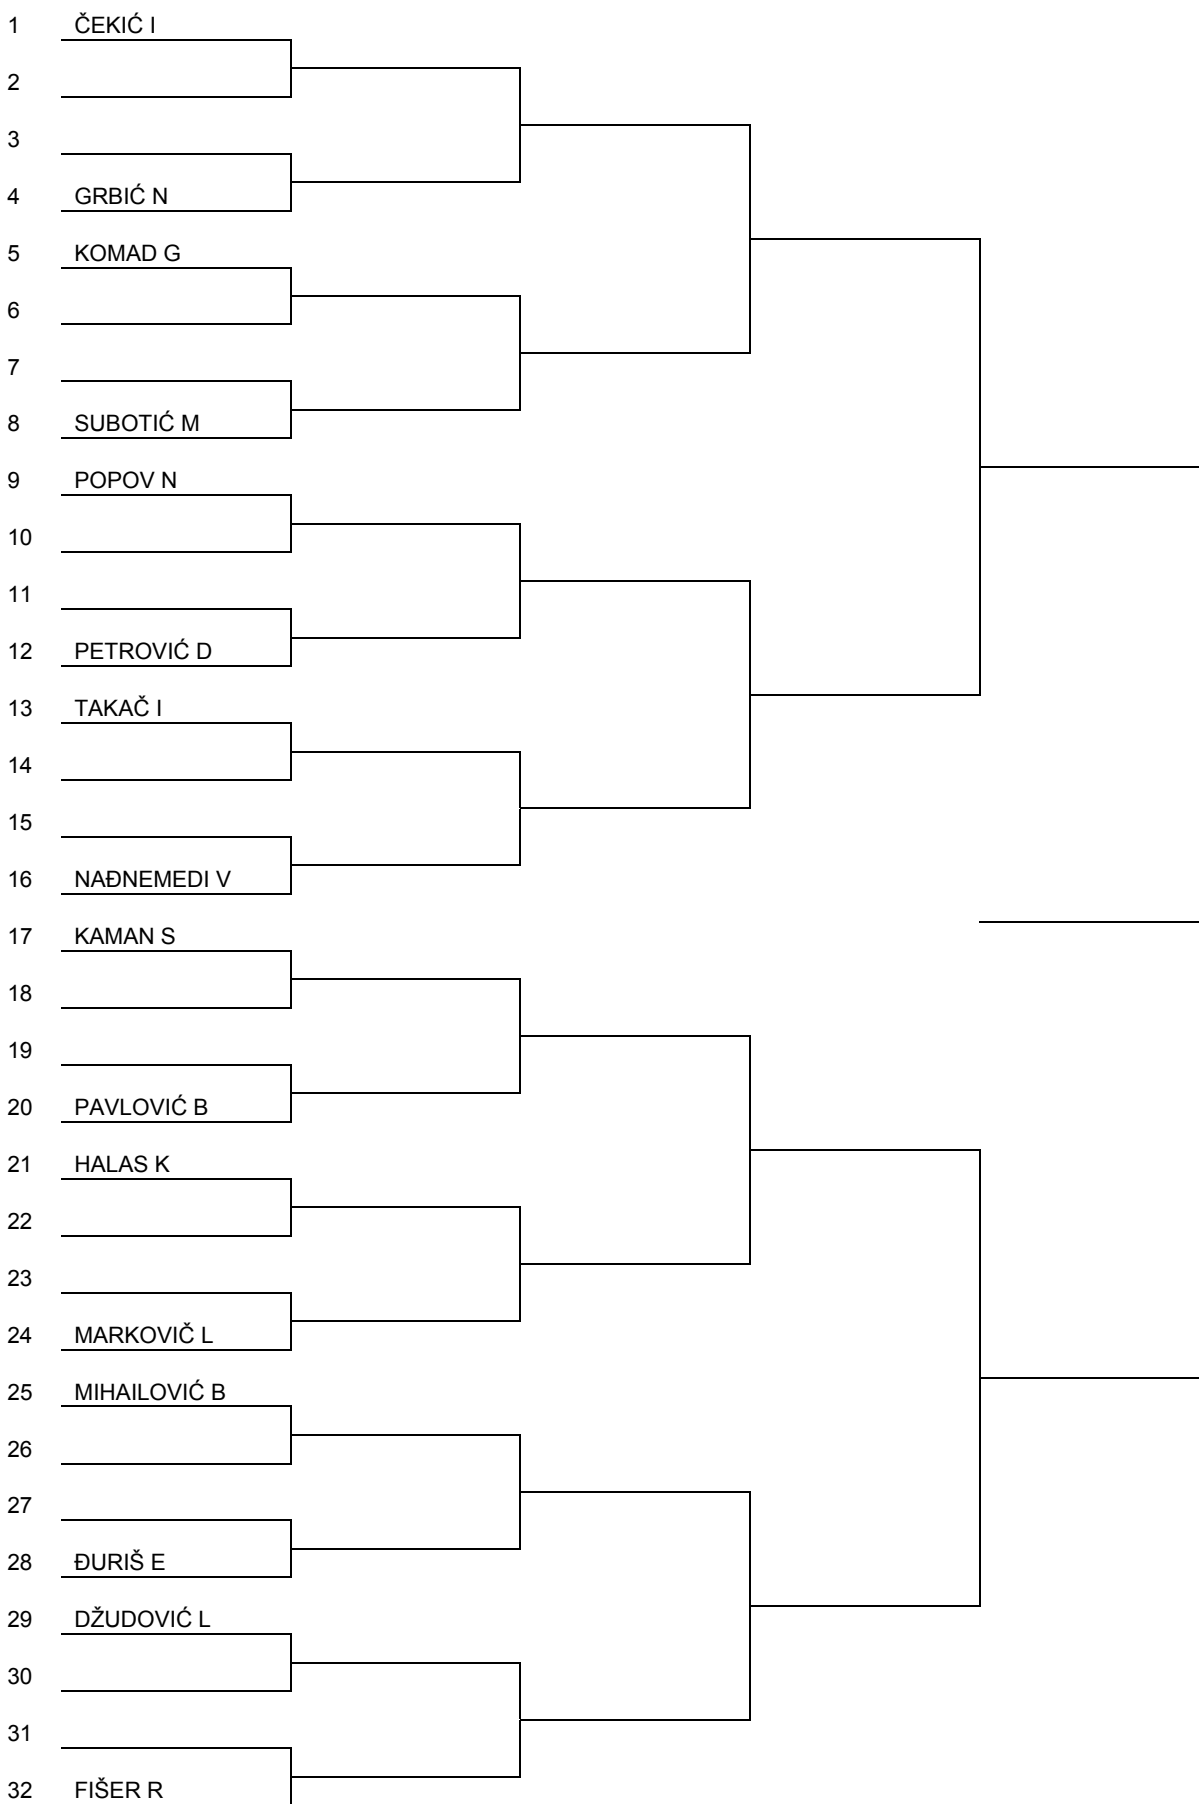 1 ČEKIĆ I
2
3
4 GRBIĆ N
5 KOMAD G
6
7
8 SUBOTIĆ M
9 POPOV N
10
11
12 PETROVIĆ D
13 TAKAČ I
14
15
16 NAĐNEMEDI V
17 KAMAN S
18
19
20 PAVLOVIĆ B
21 HALAS K
22
23
24 MARKOVIČ L
25 MIHAILOVIĆ B
26
27
28 ĐURIŠ E
29 DŽUDOVIĆ L
30
31
32 FIŠER R